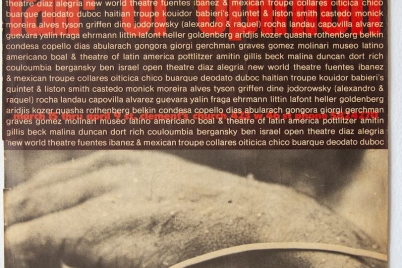 theatre diaz alegria new world theatre fuentes ibanez & mexican troupe collares oiticica chico
buarque deodato duboc haitian troupe kouidor babieri's quintet & liston smith castedo monick
moreira alves tyson griffen dine jodorowsky (alexandro & raquel) rocha landau capovilla alvarez
guevara yalin fraga ehrmann littin lafont heller goldenberg aridjis kozer quasha rothenberg belkin
condesa copello dias abularach gongora giorgi gerchman graves gomez molinari museo latino
americano boal & theatre of latin america pottlitzer amitin gillis beck malina duncan dort rich
couloumbia bergansky ben israel open theatre diaz alegria new world theatre fuentes ibanez
& mexican troupe collares oiticica chico buarque deodato duboc haitian troupe kouidor babieri's
quintet & liston smith castedo monick moreira alves tyson griffen dine jodorowsky (alexandro &
raquel) rocha landau capovilla alvarez guevara yalin fraga ehrmann littin lafont heller goldenberg
aridjis kozer quasha rothenberg belkin condesa copello dias abularach gongora giorgi gerchman
graves gomez molinari museo latino americano boal & theatre of latin america pottlitzer amitin
gillis beck malina duncan dort rich couloumbia bergansky ben israel open theatre diaz alegria
new world theatre fuentes ibanez & mexican troupe collares oiticica chico buarque deodato duboc